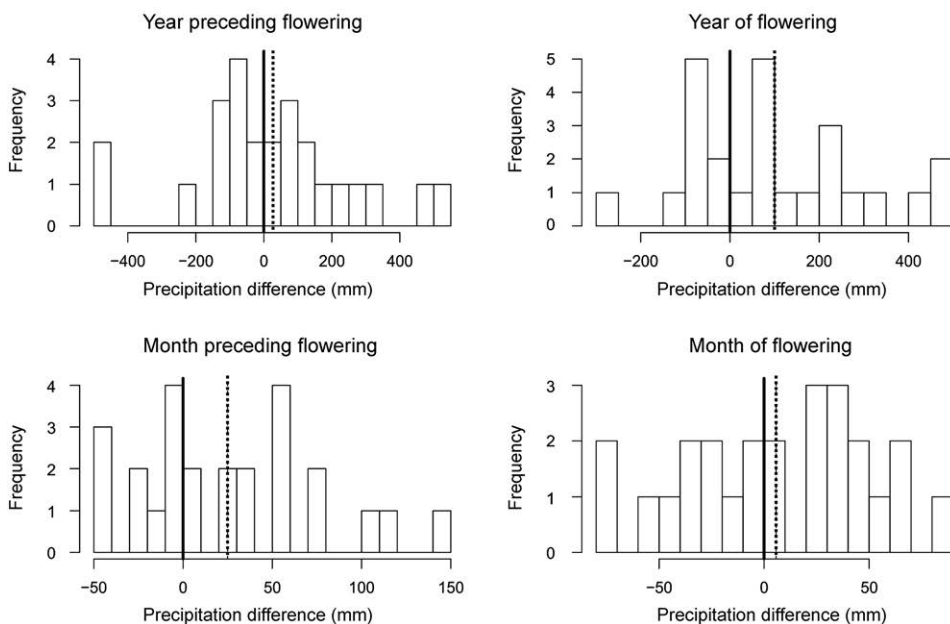 Year preceding flowering
Frequency
4
3
2
1
0
−400 −200 0 200 400
Precipitation difference (mm)
Year of flowering
Frequency
5
4
3
2
1
0
−200 0 200 400
Precipitation difference (mm)
Month preceding flowering
Frequency
4
3
2
1
0
−50 0 50 100 150
Precipitation difference (mm)
Month of flowering
Frequency
3
2
1
0
−50 0 50
Precipitation difference (mm)